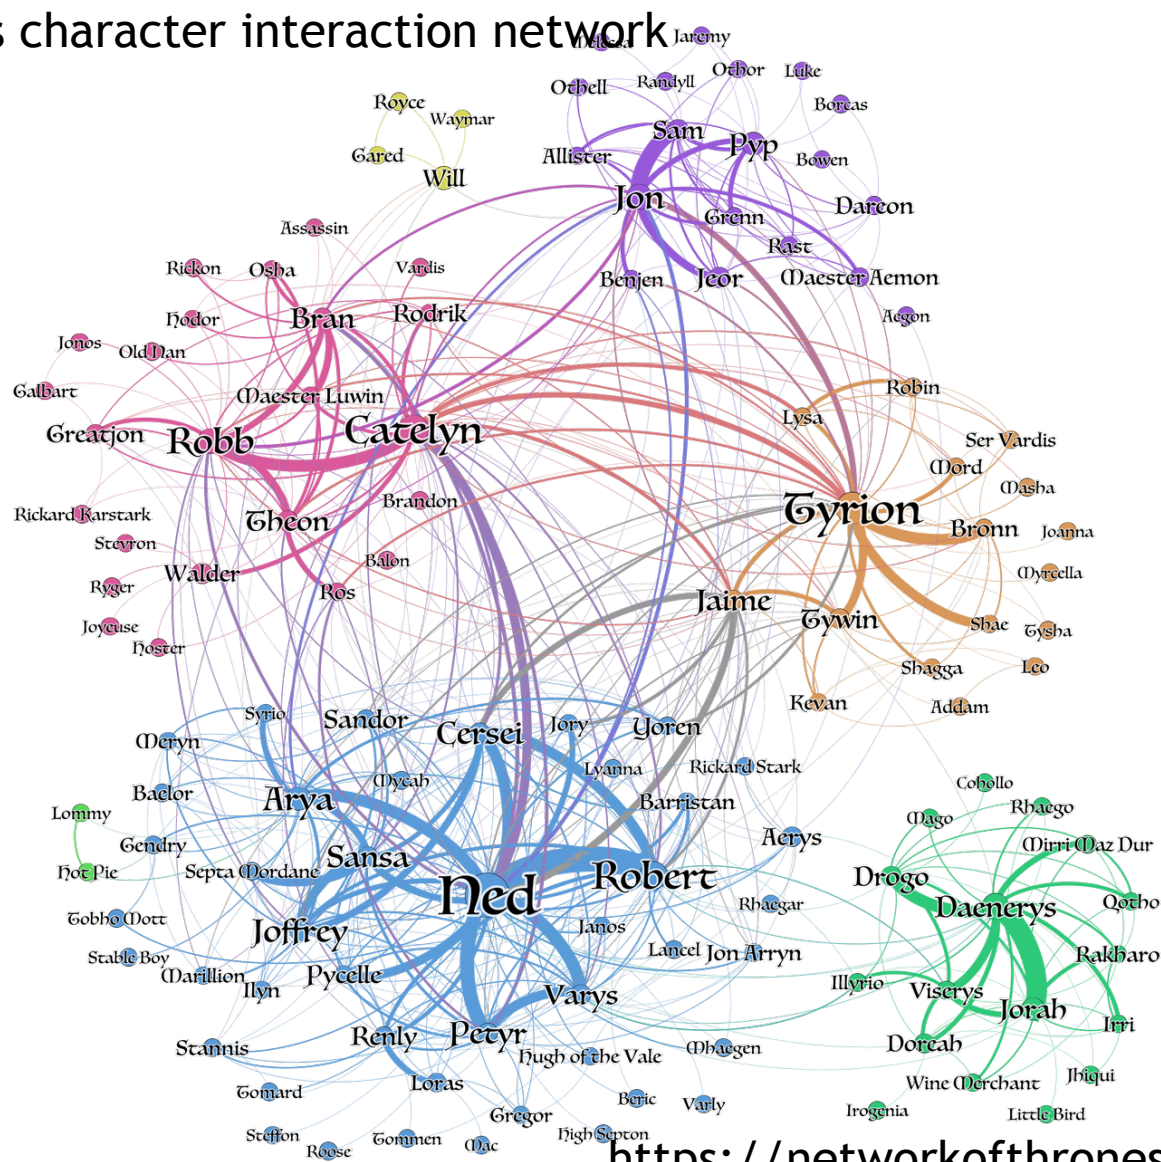 s character interaction network
Jaremy
Royce
Othell
Randyll
Othor
Luke
Waymar
Borcas
Sam
Gared
Allister
Pyp
Bowen
Will
Jon
Grenn
Dareon
Assassin
Rast
Rickon
Osha
Vardis
Benjen
Jeor
Maester Aemon
Hodor
Bran
Rodrik
Aegon
Jonos
Old Nan
Galbart
Maester Luwin
Robin
Greatjon
Robb
Catelyn
Lysa
Ser Vardis
Mord
Masha
Rickard Karstark
Theon
Brandon
Tyrion
Bronn
Joanna
Stevron
Walder
Balon
Myrcella
Ryger
Ros
Jaime
Tywin
Shae
Tysha
Joyeuse
Hoster
Shagga
Leo
Kevan
Addam
Syrio
Sandor
Cersei
Jory
Yoren
Meryn
Mycah
Lyanna
Rickard Stark
Baelor
Arya
Barristan
Cohollo
Lommy
Mago
Rhaego
Gendry
Aerys
Mirri Maz Dur
Hot Pie
Septa Mordane
Sansa
Ned
Robert
Drogo
Daenerys
Qotho
Tobho Mott
Joffrey
Janos
Rhaegar
Stable Boy
Marillion
Ilyn
Pycelle
Lancel
Jon Arryn
Rakharo
Varys
Illyrio
Viserys
Jorah
Irri
Stannis
Renly
Petyr
Hugh of the Vale
Mhaegen
Doreah
Tomard
Loras
Wine Merchant
Jhiqui
Gregor
Beric
Varly
Irogenia
Little Bird
Steffon
Roose
Tommen
Mac
High Septon
https://networkofthrones